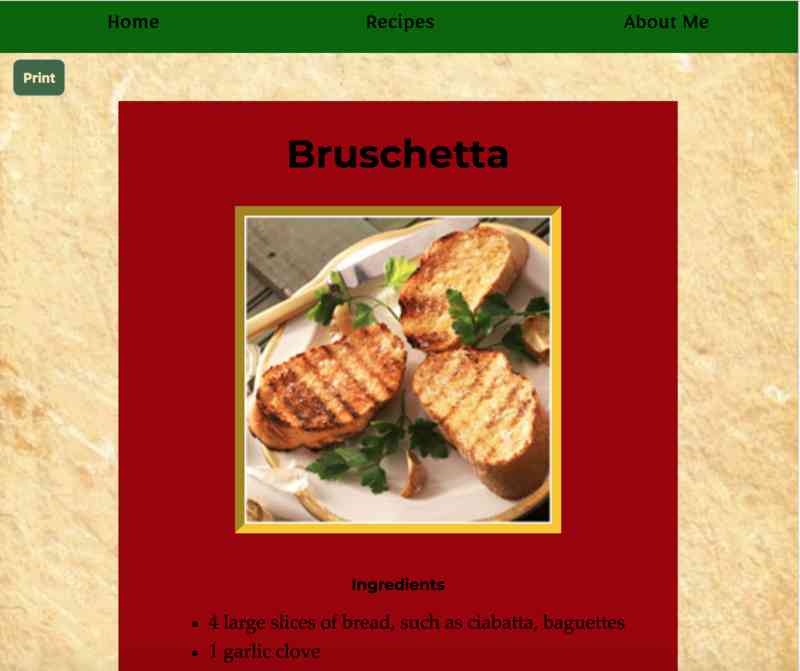 Home Recipes About Me
Print
Bruschetta
Ingredients
4 large slices of bread, such as ciabatta, baguettes
1 garlic clove